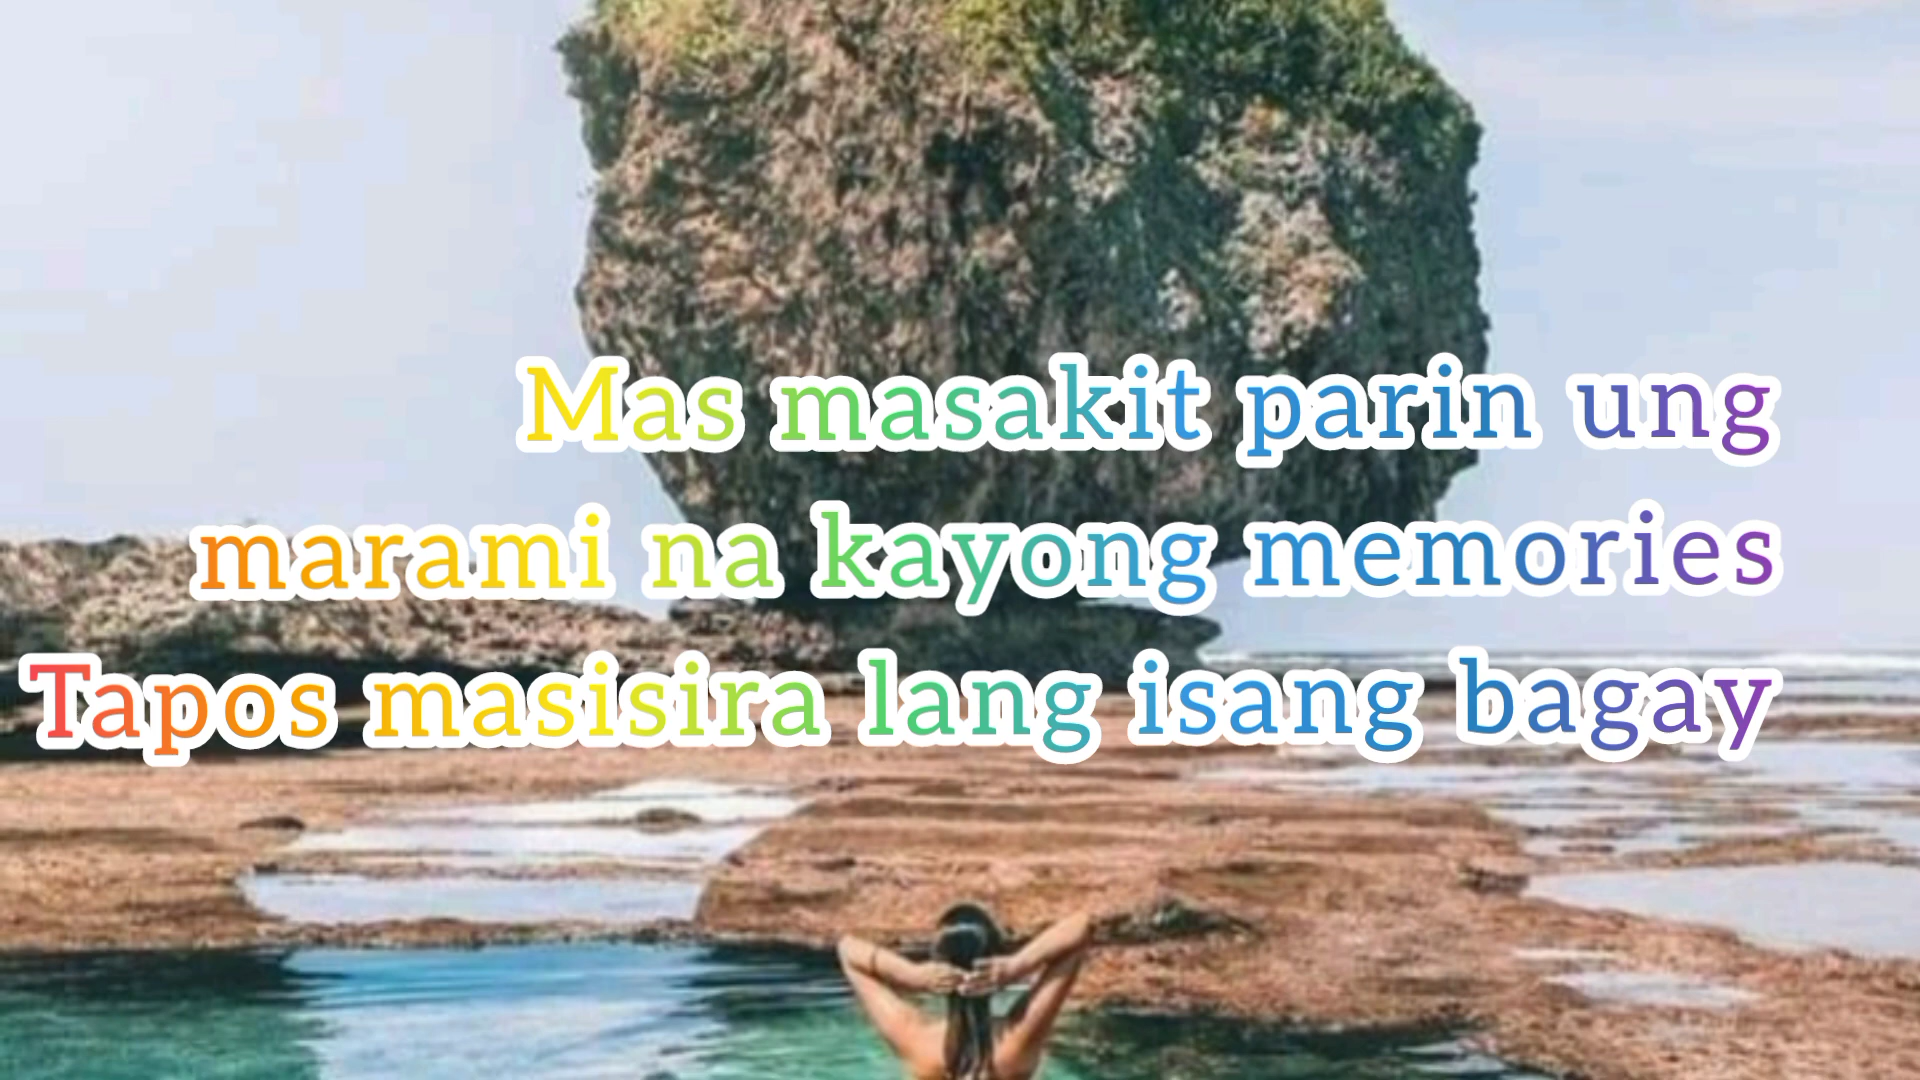 Mas masakit parin ung
marami na kayong memories
Tapos masisira lang isang bagay